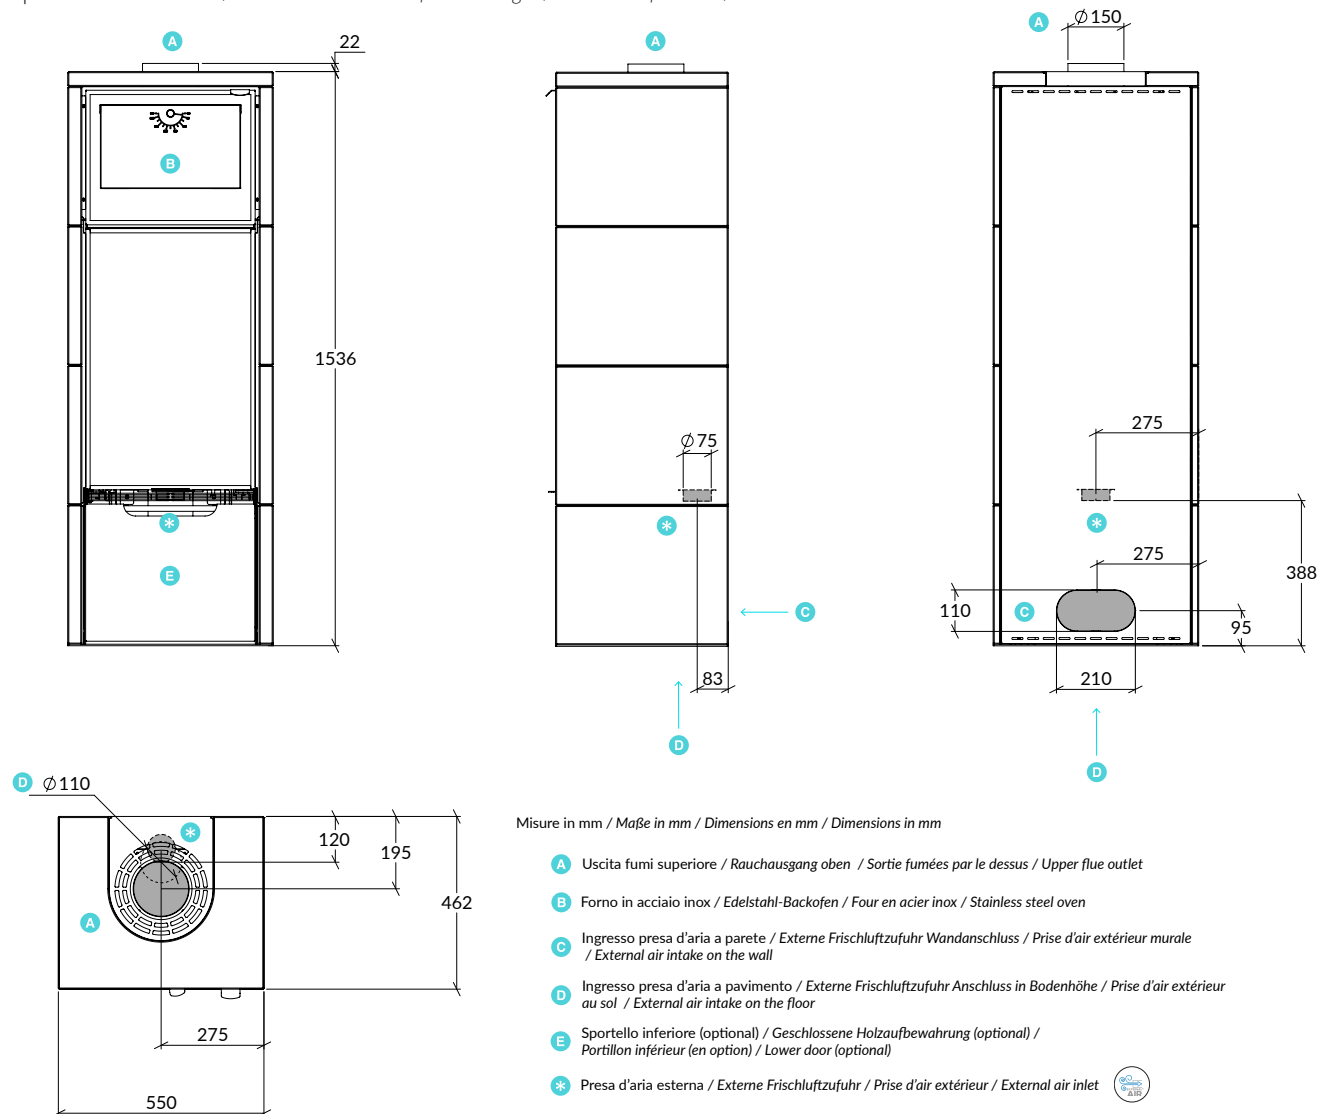 A
22
A
A
Ø 150
B
1536
275
Ø 75
*
*
*
E
275
388
C
110
C
95
83
210
D
D
D
Ø 110
*
120
195
462
A
275
550
Misure in mm / Maße in mm / Dimensions en mm / Dimensions in mm
A Uscita fumi superiore / Rauchausgang oben / Sortie fumées par le dessus / Upper flue outlet
B Forno in acciaio inox / Edelstahl-Backofen / Four en acier inox / Stainless steel oven
C Ingresso presa d'aria a parete / Externe Frischluftzufuhr Wandanschluss / Prise d'air extérieur murale
/ External air intake on the wall
D Ingresso presa d'aria a pavimento / Externe Frischluftzufuhr Anschluss in Bodenhöhe / Prise d'air extérieur
au sol / External air intake on the floor
E Sportello inferiore (optional) / Geschlossene Holzaufbewahrung (optional) /
Portillon inférieur (en option) / Lower door (optional)
* Presa d'aria esterna / Externe Frischluftzufuhr / Prise d'air extérieur / External air inlet
AIR